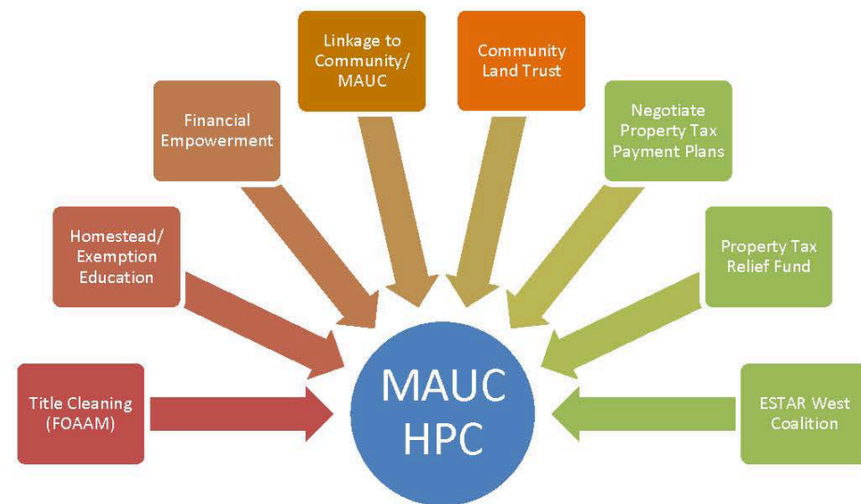 Title Cleaning
(FOAAM)
Homestead/
Exemption
Education
Financial
Empowerment
Linkage to
Community/
MAUC
Community
Land Trust
Negotiate
Property Tax
Payment Plans
Property Tax
Relief Fund
ESTAR West
Coalition
MAUC
HPC